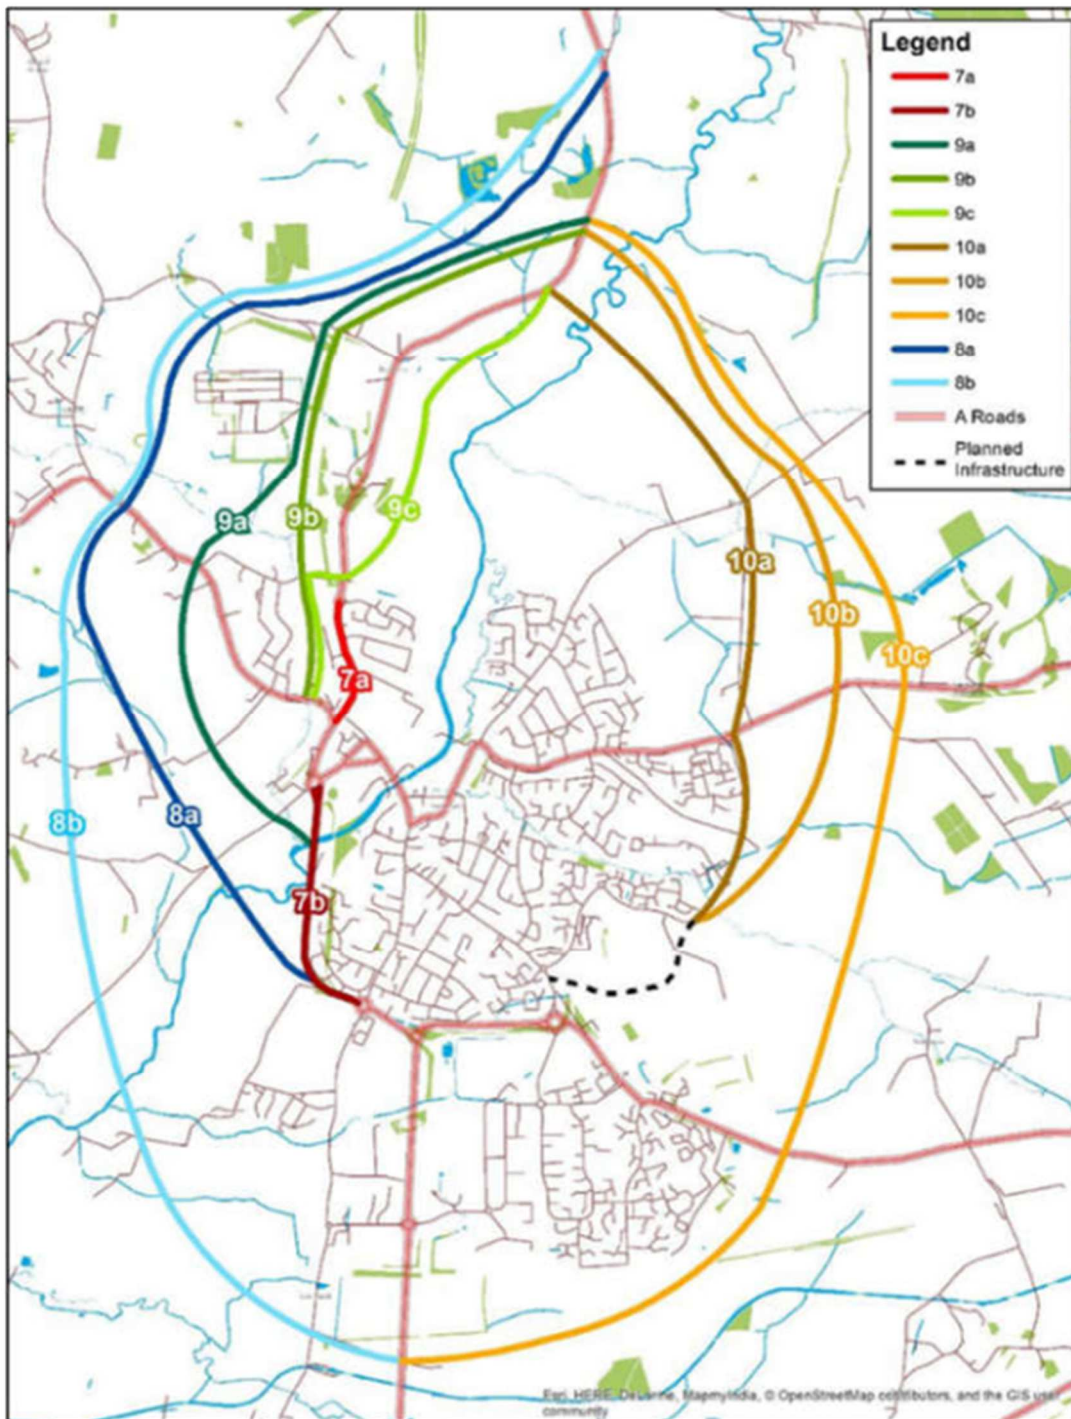 Legend
7a
7b
9a
9b
9c
10a
10b
10c
8a
8b
A Roads
Planned
Infrastructure
9a
9b
9c
10a
10b
10c
7a
8b
8a
7b
Esri, HERE, DeLorme, MapmyIndia, © OpenStreetMap contributors, and the GIS user
community